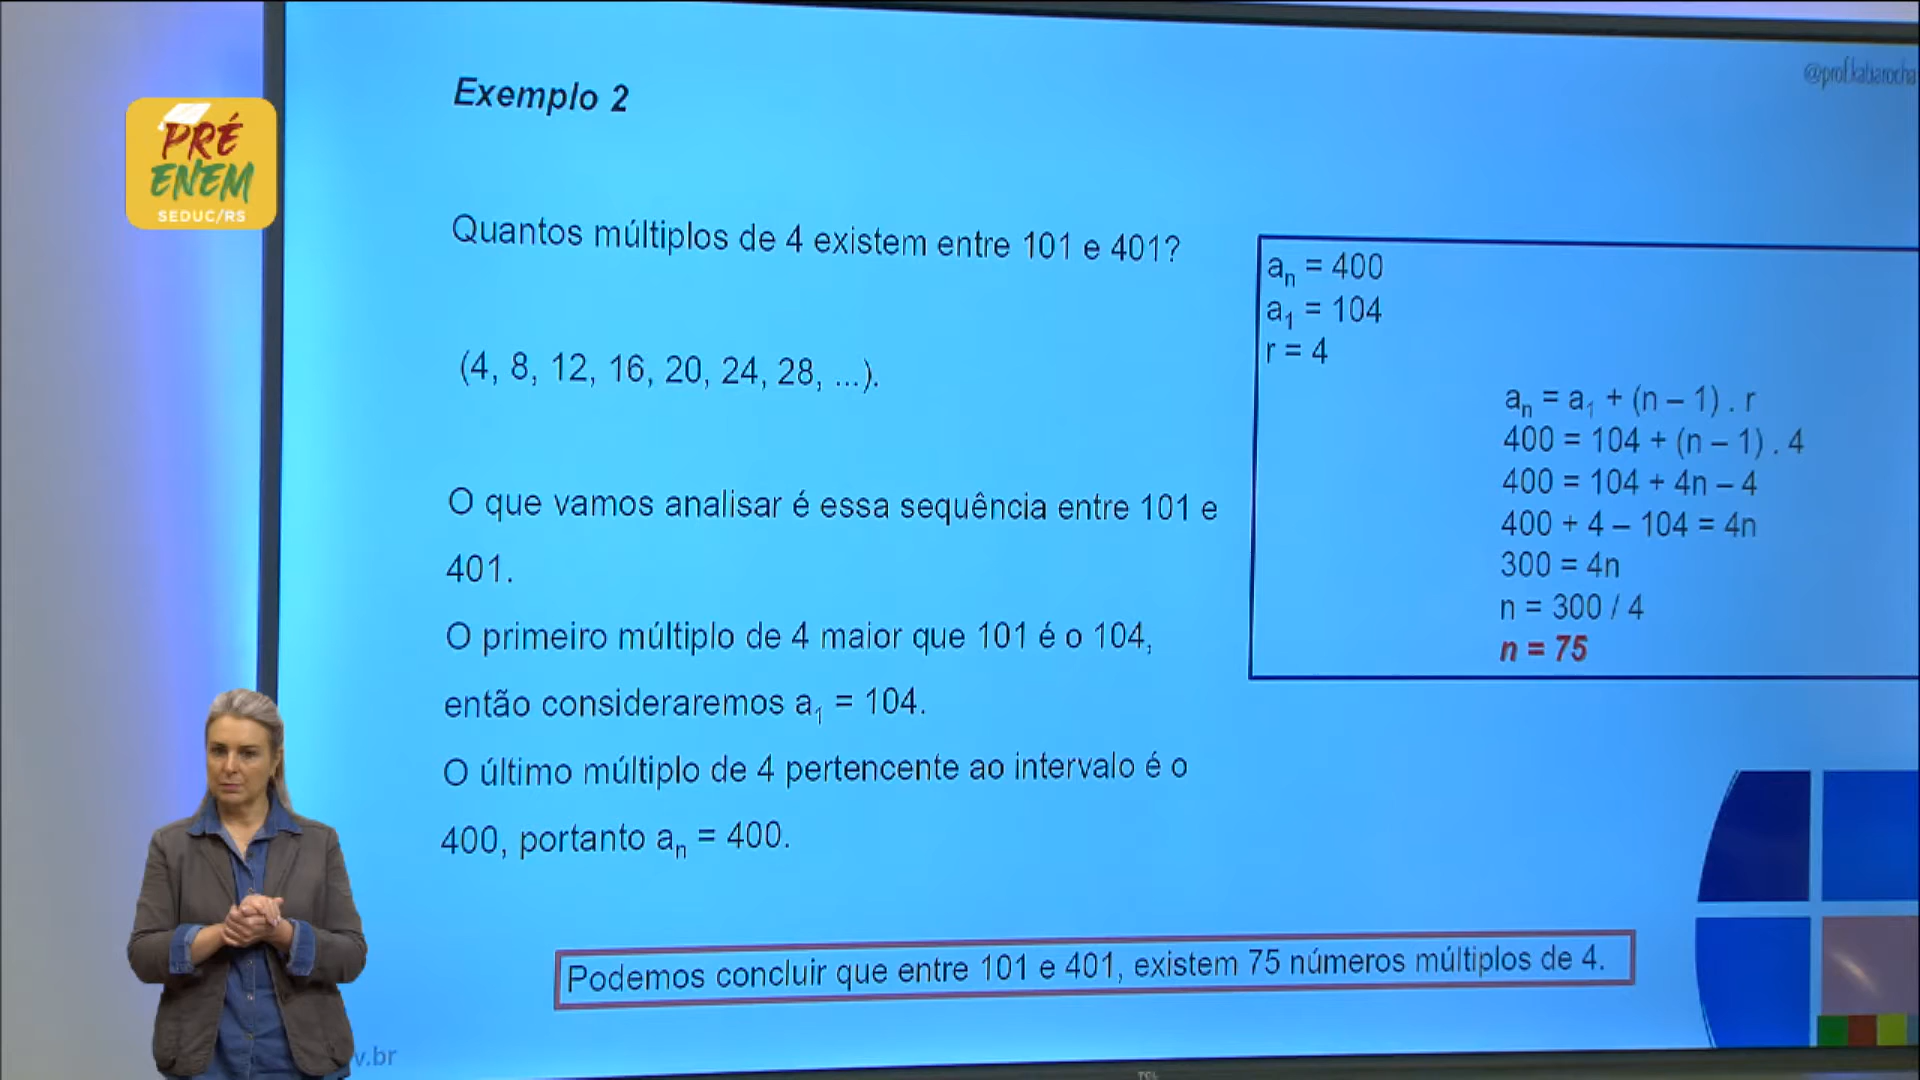 PRÉ
ENEM
SEDUC/RS
@prof.katiarocha
Exemplo 2
Quantos múltiplos de 4 existem entre 101 e 401?
(4, 8, 12, 16, 20, 24, 28, ...).
O que vamos analisar é essa sequência entre 101 e
401.
O primeiro múltiplo de 4 maior que 101 é o 104,
então consideraremos a₁ = 104.
O último múltiplo de 4 pertencente ao intervalo é o
400, portanto aₙ = 400.
aₙ = 400
a₁ = 104
r = 4
aₙ = a₁ + (n – 1) . r
400 = 104 + (n – 1) . 4
400 = 104 + 4n – 4
400 + 4 – 104 = 4n
300 = 4n
n = 300 / 4
n = 75
Podemos concluir que entre 101 e 401, existem 75 números múltiplos de 4.
v.br
TCL